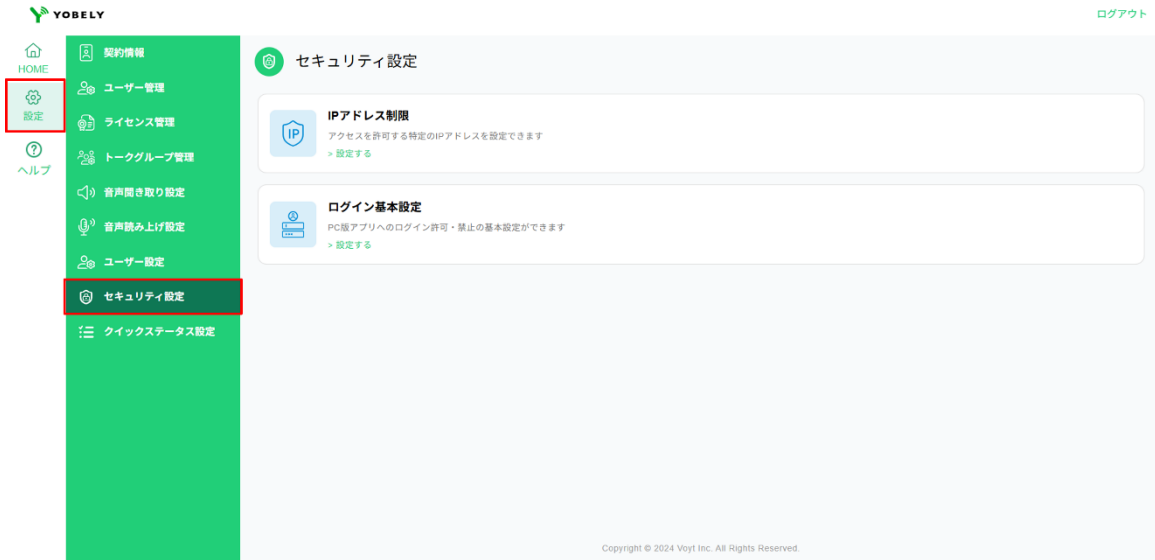 YOBELY
ログアウト
HOME
設定
ヘルプ
契約情報
ユーザー管理
ライセンス管理
トークグループ管理
音声聞き取り設定
音声読み上げ設定
ユーザー設定
セキュリティ設定
クイックステータス設定
セキュリティ設定
IP
IPアドレス制限
アクセスを許可する特定のIPアドレスを設定できます
> 設定する
ログイン基本設定
PC版アプリへのログイン許可・禁止の基本設定ができます
> 設定する
Copyright © 2024 Voyt Inc. All Rights Reserved.